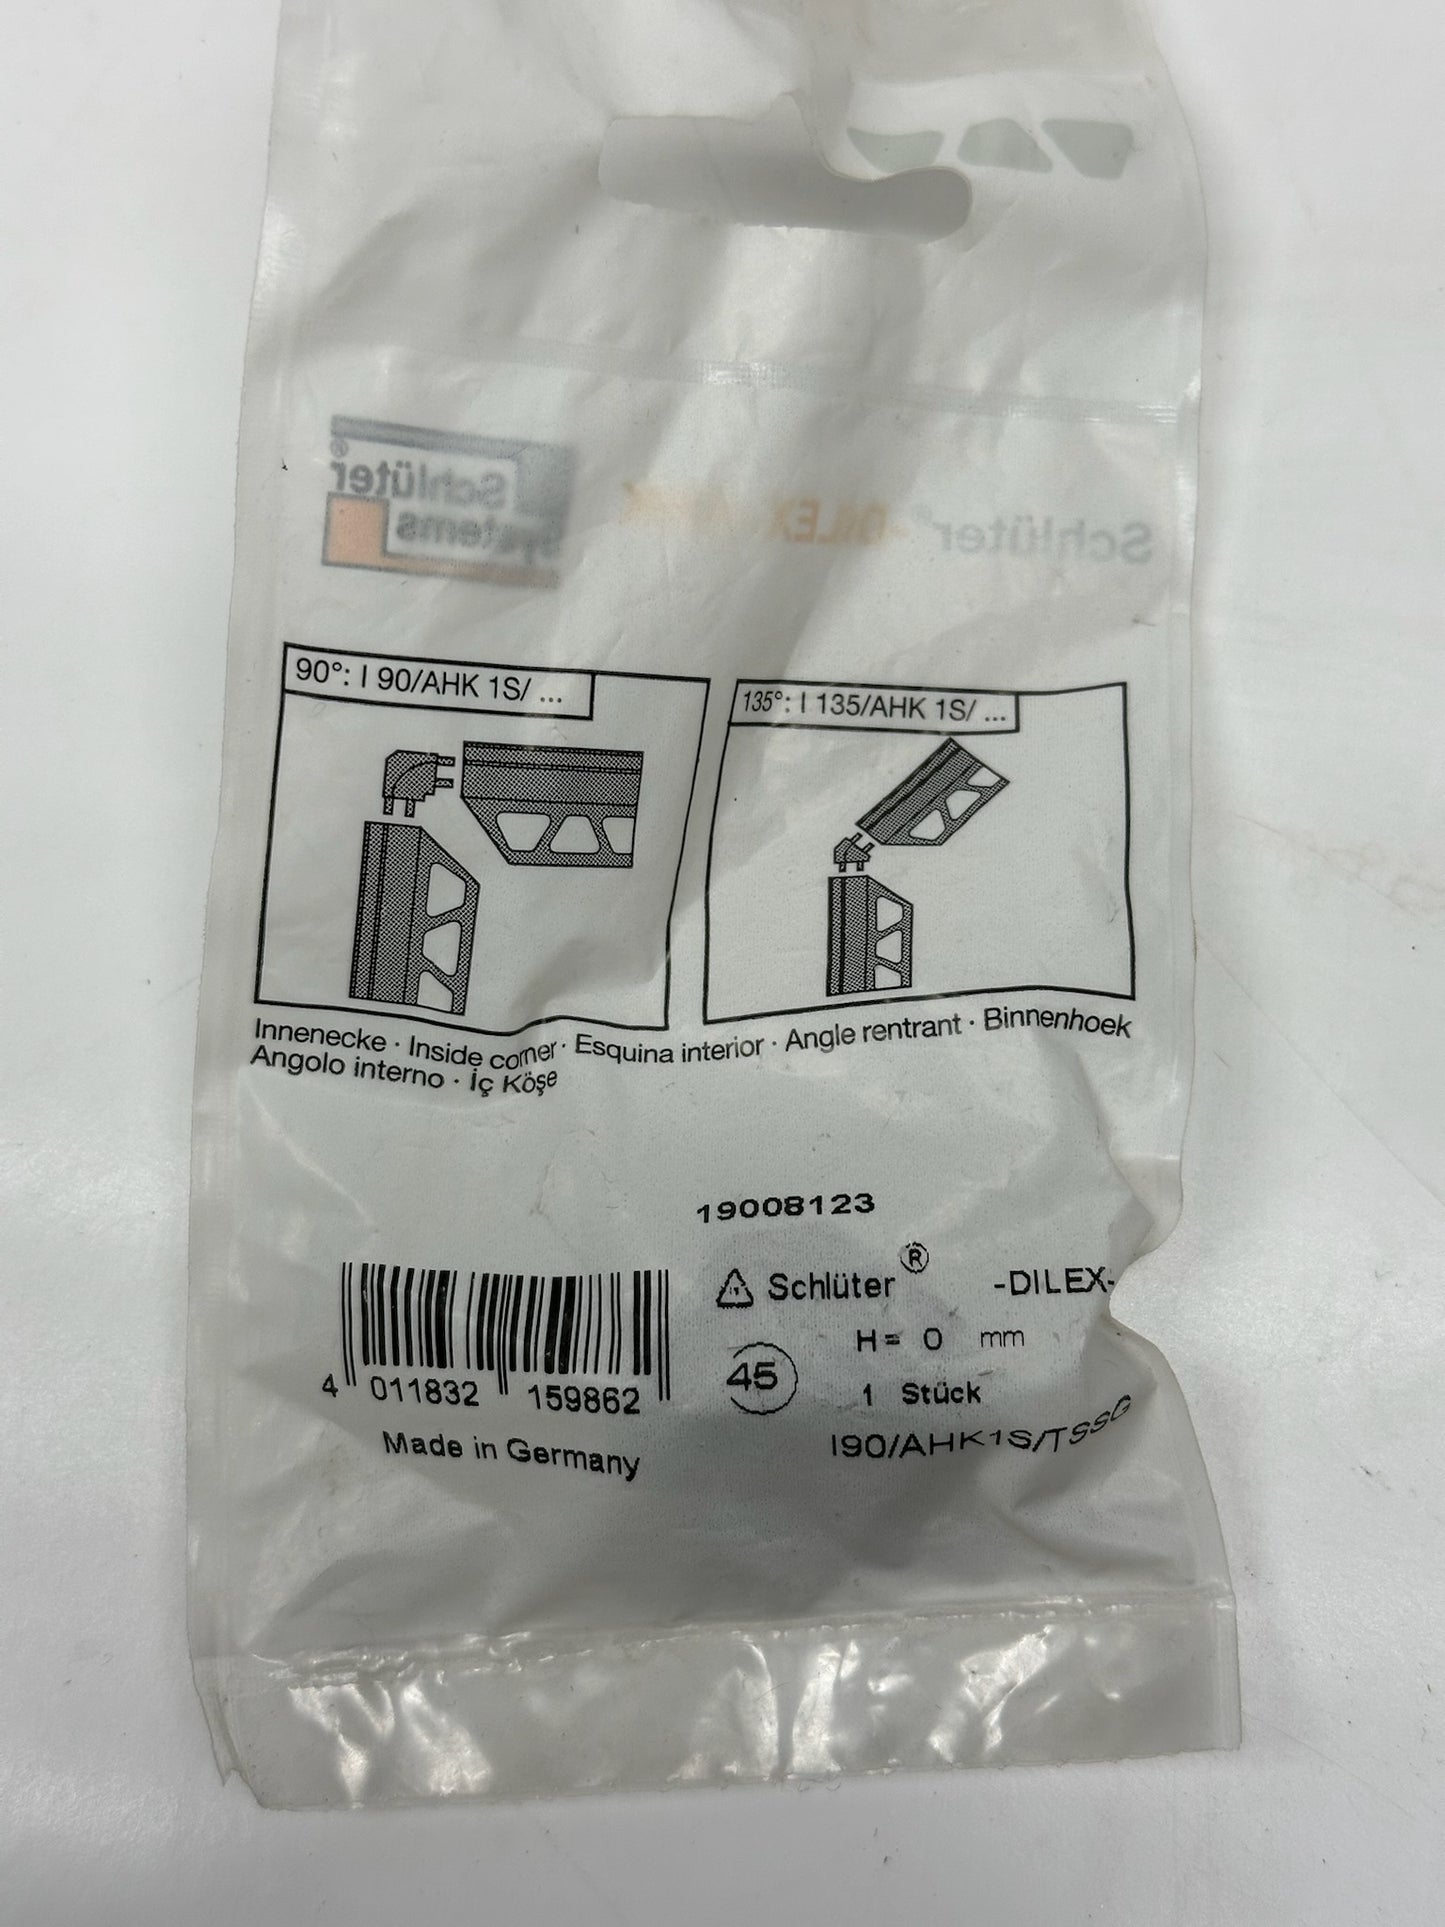 Schlüter®
Systems
Schlüter®-DILEX-AHK
90°: I 90/AHK 1S/ ...
135°: I 135/AHK 1S/ ...
Innenecke · Inside corner · Esquina interior · Angle rentrant · Binnenhoek
Angolo interno · İç Köşe
19008123
Schlüter® -DILEX-
H= 0 mm
45
1 Stück
I90/AHK1S/TSSG
4 011832 159862
Made in Germany